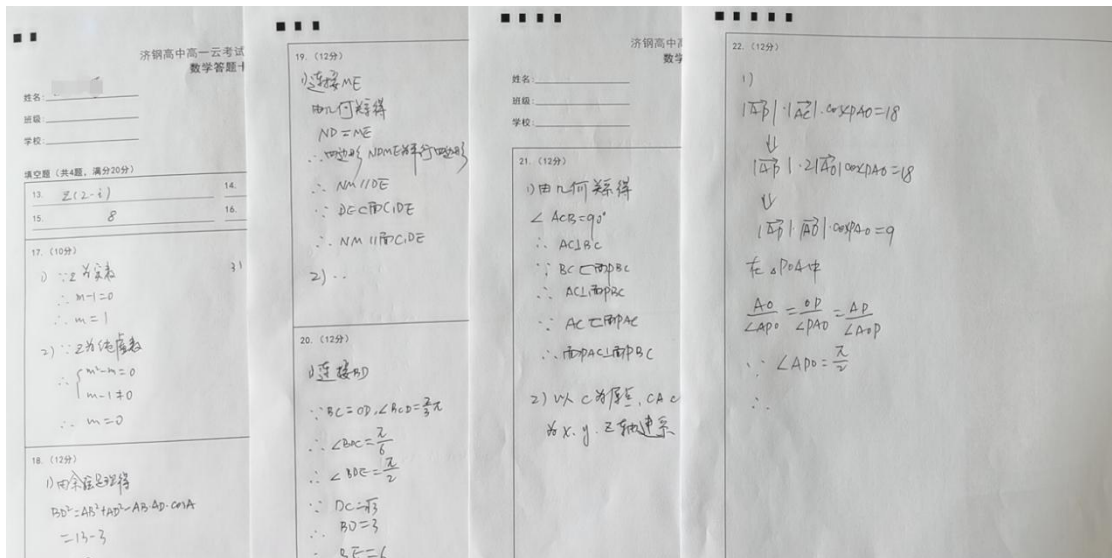 济钢高中高一云考试
数学答题卡
姓名:
班级:
学校:
填空题（共4题，满分20分）
13. 2(2-i)
14.
15. 8
16.
17.（10分）
1) ∵z为实数
∴ m-1=0
∴ m=1
2) ∵z为纯虚数
∴ { m²-m=0
m-1≠0
∴ m=0
31
18.（12分）
1)由余弦定理得
BD²=AB²+AD²-AB·AD·cosA
=13-3
19.（12分）
1)连接ME
由几何关系得
ND=ME
∴四边形NDME为平行四边形
∴ NM//DE
∵ DE⊂面C₁DE
∴ NM//面C₁DE
2) ∵
20.（12分）
1)连接BD
∵BC=CD,∠BCD=2/3π
∴∠BDC=π/6
∴∠BDE=π/2
∵ DC=√3
∴ BD=3
∴ BE=6
济钢高中高
数学
姓名:
班级:
学校:
21.（12分）
1)由几何关系得
∠ACB=90°
∴ AC⊥BC
∵ BC⊂面PBC
∴ AC⊥面PBC
∵ AC⊂面PAC
∴面PAC⊥面PBC
2) 以C为原点,CA C
为x.y.z轴建系
22.（12分）
1)
|AP|·|AC|·cosPAO=18
⇓
|AP|·2|AO|cosPAO=18
⇓
|AP|·|AO|·cosPAO=9
在△POA中
AO/∠APO=OP/∠PAO=AP/∠AOP
∵ ∠APO=π/2
∴